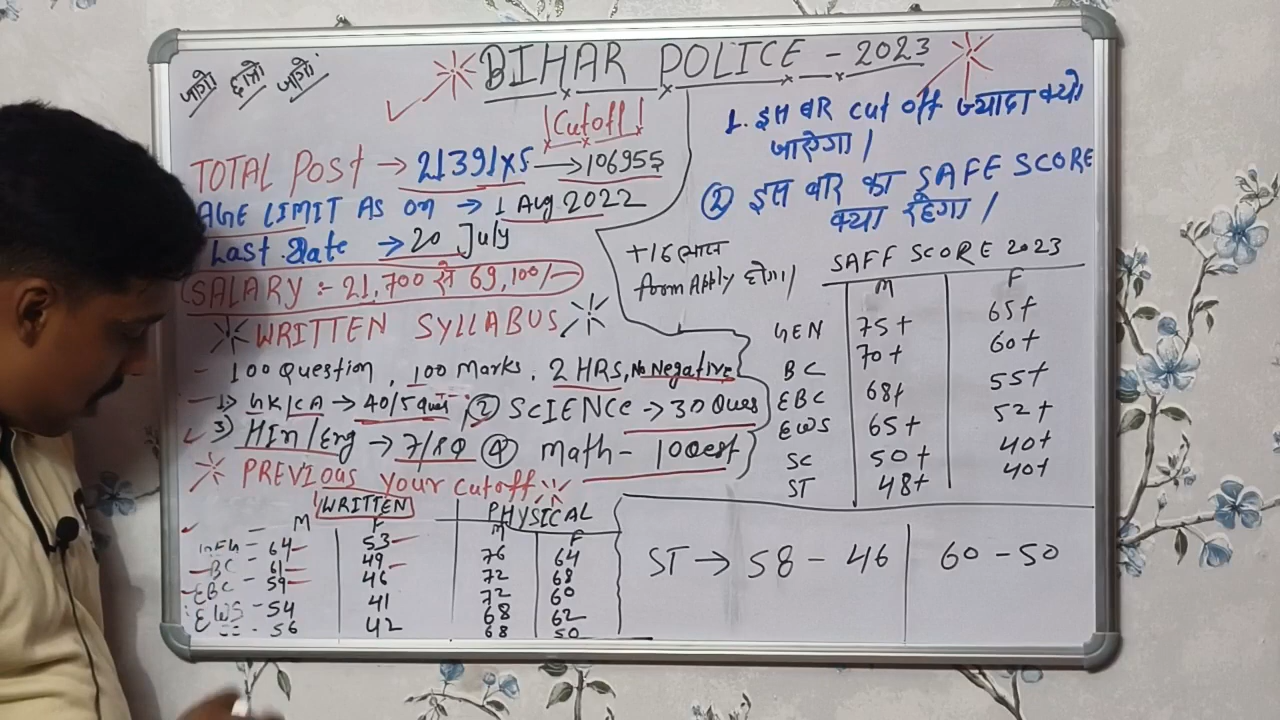 जागो छात्रो जागो
BIHAR POLICE - 2023
Cutoff!
TOTAL POST → 21391x5 → 106955
AGE LIMIT AS on → 1 Aug 2022
Last Date → 20 July
SALARY :- 21,700 से 69,100/-
WRITTEN SYLLABUS
- 100 Question, 100 Marks. 2 HRS, No Negative
1) GK/CA → 40/5 Ques, ② SCIENCE → 30 Ques
3) HIN/Eng → 7/8Q ④ Math - 10
PREVIOUS your cutoff
WRITTEN
PHYSICAL
M F M F
- 64 53 76 64
BC - 61 49 72 68
EBC - 59 46 72 60
EWS - 54 41 68 62
- 56 42 68 50
1. इस बार cut off ज्यादा क्यो
जाऐगा।
② इस बार का SAFE SCORE
क्या रहेगा।
+16 लाख
form Apply होगा।
SAFF SCORE 2023
M F
GEN 75+ 65+
BC 70+ 60+
EBC 68+ 55+
EWS 65+ 52+
SC 50+ 40+
ST 48+ 40+
ST → 58 - 46 60 - 50